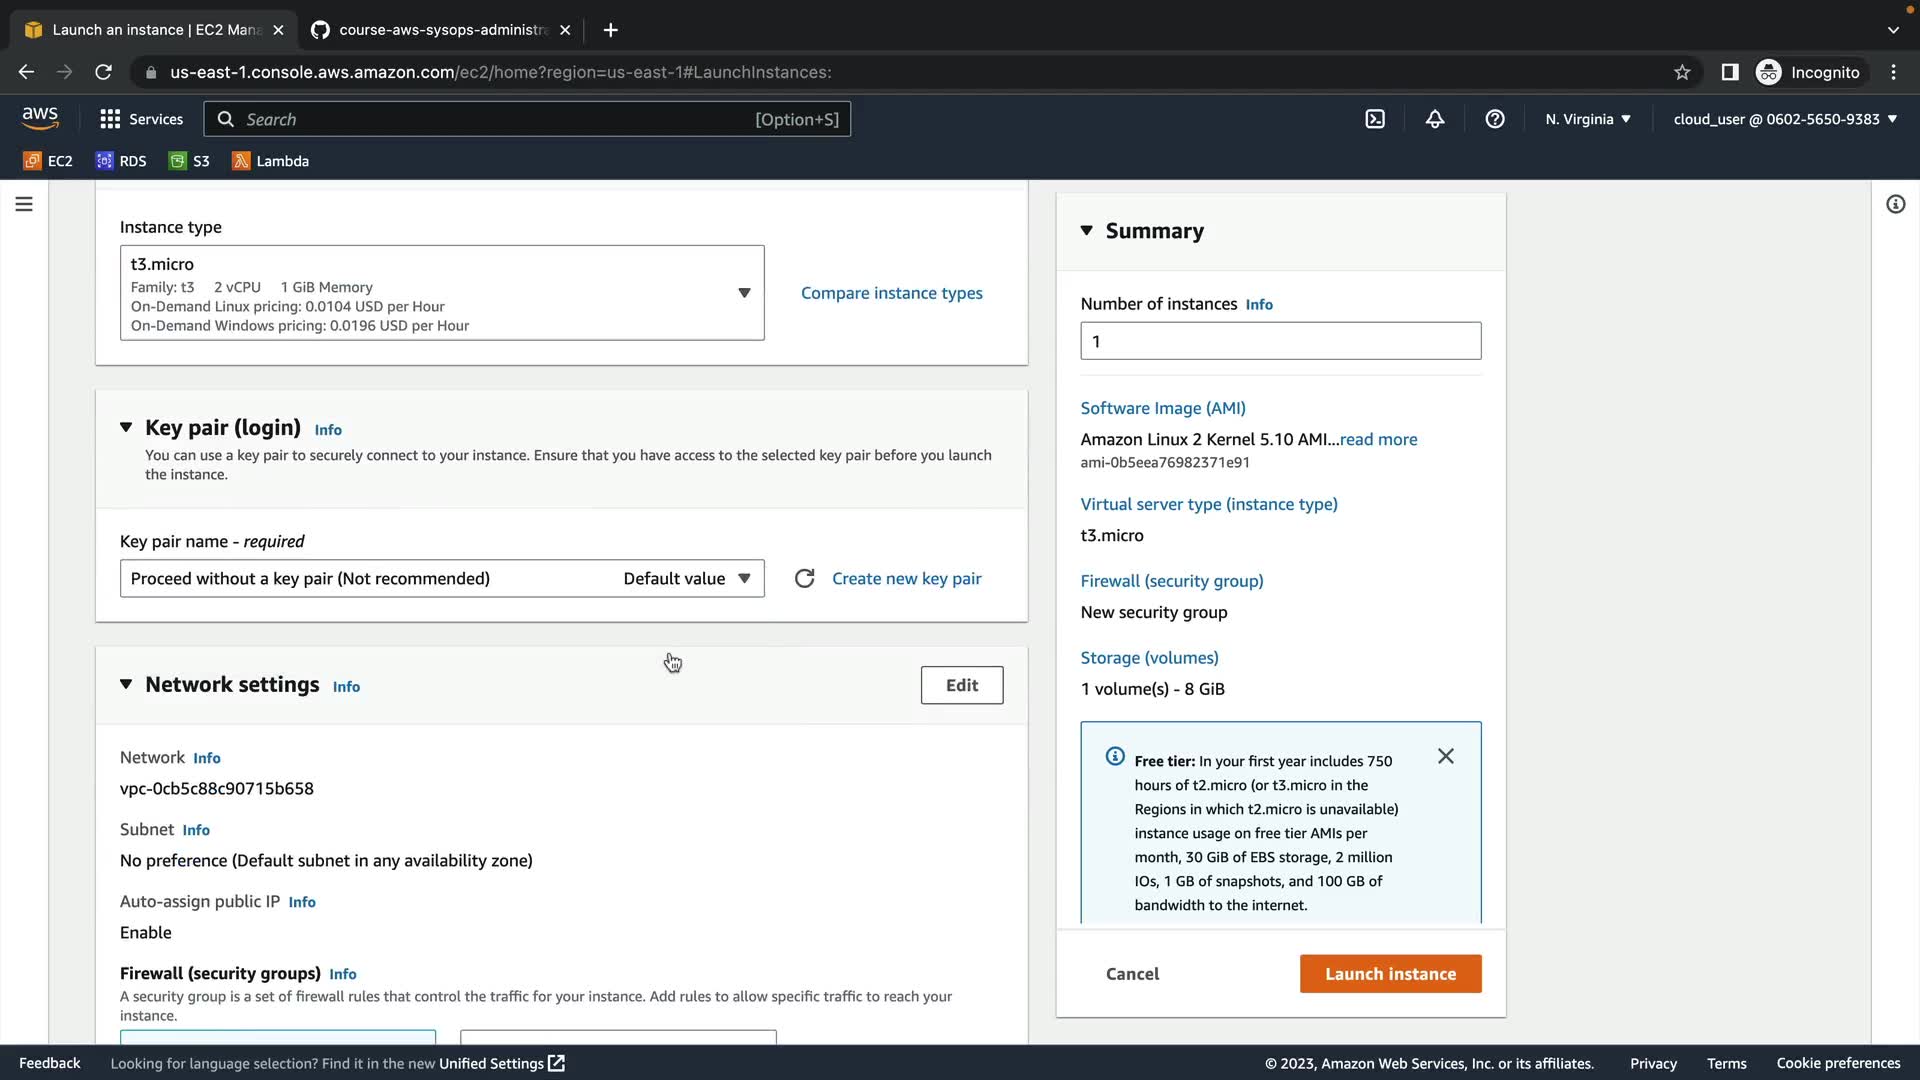 Launch an instance | EC2 Mana
course-aws-sysops-administra
us-east-1.console.aws.amazon.com/ec2/home?region=us-east-1#LaunchInstances:
Incognito
aws
Services
Search
[Option+S]
N. Virginia
cloud_user @ 0602-5650-9383
EC2
RDS
S3
Lambda
Instance type
t3.micro
Family: t3 2 vCPU 1 GiB Memory
On-Demand Linux pricing: 0.0104 USD per Hour
On-Demand Windows pricing: 0.0196 USD per Hour
Compare instance types
Key pair (login) Info
You can use a key pair to securely connect to your instance. Ensure that you have access to the selected key pair before you launch
the instance.
Key pair name - required
Proceed without a key pair (Not recommended) Default value
Create new key pair
Network settings Info
Edit
Network Info
vpc-0cb5c88c90715b658
Subnet Info
No preference (Default subnet in any availability zone)
Auto-assign public IP Info
Enable
Firewall (security groups) Info
A security group is a set of firewall rules that control the traffic for your instance. Add rules to allow specific traffic to reach your
instance.
Summary
Number of instances Info
1
Software Image (AMI)
Amazon Linux 2 Kernel 5.10 AMI...read more
ami-0b5eea76982371e91
Virtual server type (instance type)
t3.micro
Firewall (security group)
New security group
Storage (volumes)
1 volume(s) - 8 GiB
Free tier: In your first year includes 750
hours of t2.micro (or t3.micro in the
Regions in which t2.micro is unavailable)
instance usage on free tier AMIs per
month, 30 GiB of EBS storage, 2 million
IOs, 1 GB of snapshots, and 100 GB of
bandwidth to the internet.
Cancel
Launch instance
Feedback
Looking for language selection? Find it in the new Unified Settings
© 2023, Amazon Web Services, Inc. or its affiliates.
Privacy
Terms
Cookie preferences